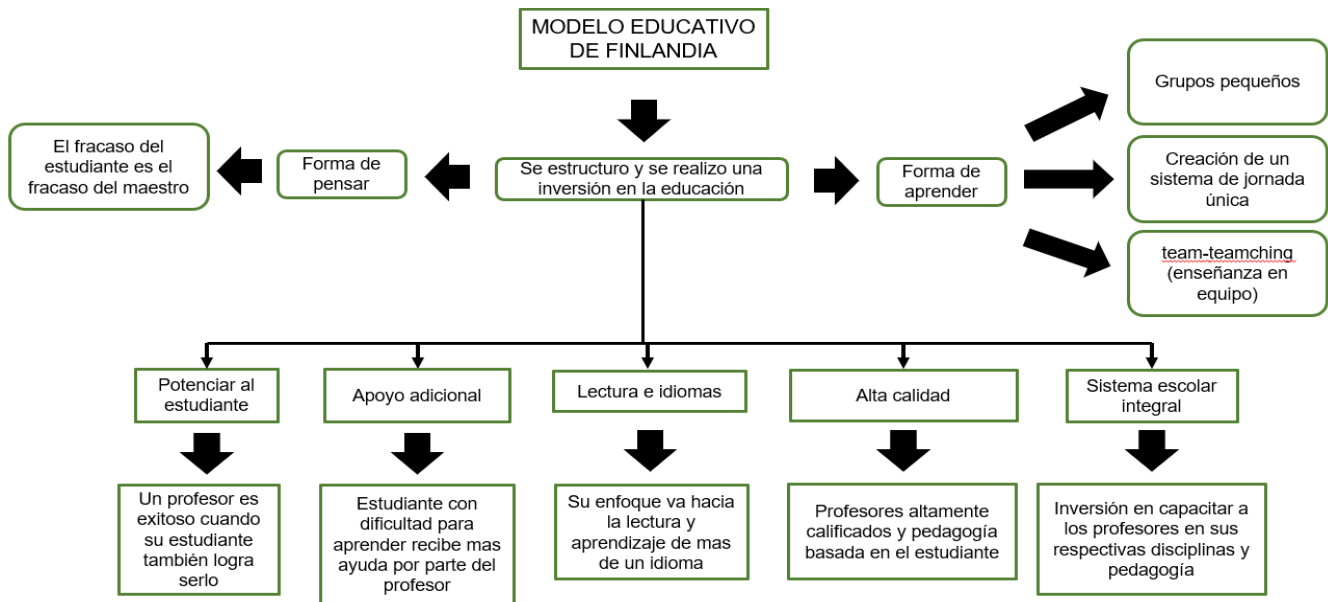 MODELO EDUCATIVO
DE FINLANDIA
El fracaso del
estudiante es el
fracaso del maestro
Forma de
pensar
Se estructuro y se realizo una
inversión en la educación
Forma de
aprender
Grupos pequeños
Creación de un
sistema de jornada
única
team-teamching
(enseñanza en
equipo)
Potenciar al
estudiante
Apoyo adicional
Lectura e idiomas
Alta calidad
Sistema escolar
integral
Un profesor es
exitoso cuando
su estudiante
también logra
serlo
Estudiante con
dificultad para
aprender recibe mas
ayuda por parte del
profesor
Su enfoque va hacia
la lectura y
aprendizaje de mas
de un idioma
Profesores altamente
calificados y pedagogía
basada en el estudiante
Inversión en capacitar a
los profesores en sus
respectivas disciplinas y
pedagogía